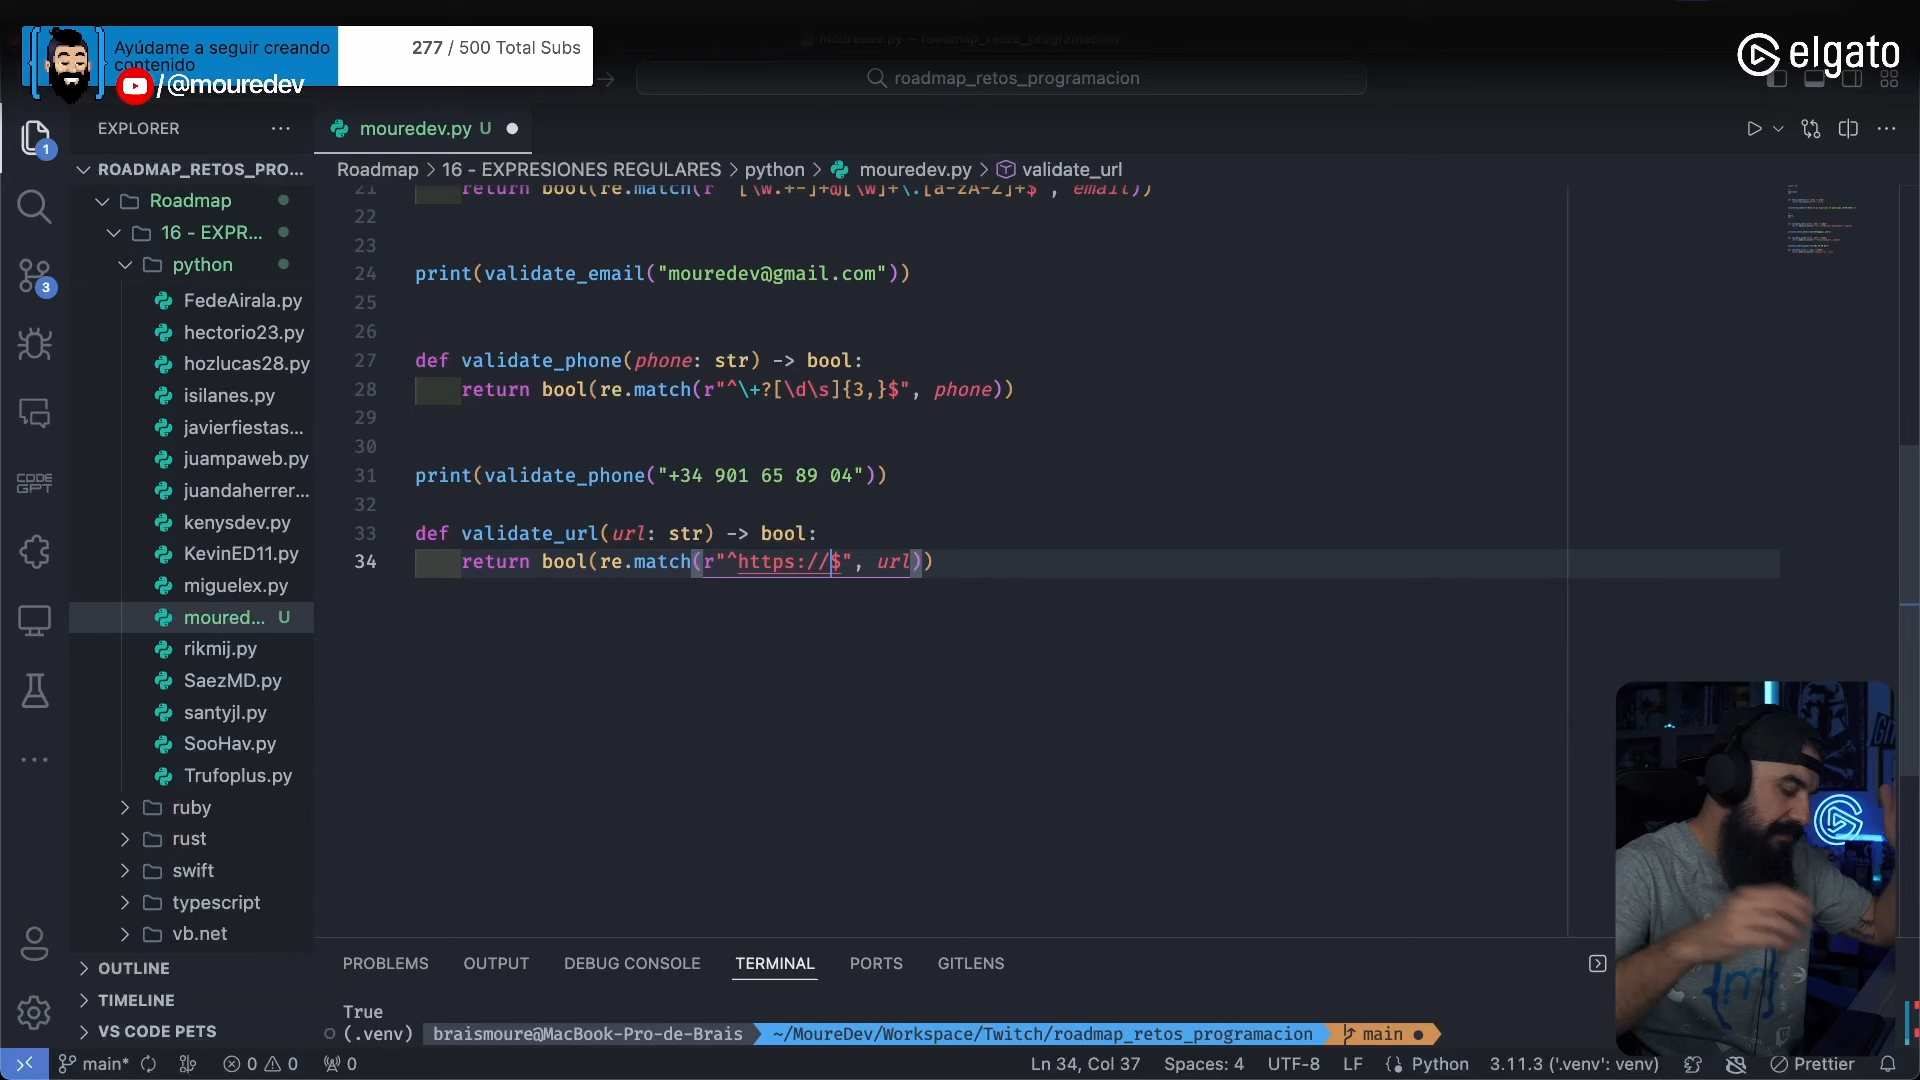 Ayúdame a seguir creando
contenido
/@mouredev
277 / 500 Total Subs
roadmap_retos_programacion
elgato
EXPLORER
mouredev.py U
ROADMAP_RETOS_PRO...
Roadmap > 16 - EXPRESIONES REGULARES > python > mouredev.py > validate_url
Roadmap
16 - EXPR...
python
FedeAirala.py
hectorio23.py
hozlucas28.py
isilanes.py
javierfiestas...
juampaweb.py
juandaherrer...
kenysdev.py
KevinED11.py
miguelex.py
moured... U
rikmij.py
SaezMD.py
santyjl.py
SooHav.py
Trufoplus.py
ruby
rust
swift
typescript
vb.net
OUTLINE
TIMELINE
VS CODE PETS
1
3
CODE
GPT
22
23
24 print(validate_email("mouredev@gmail.com"))
25
26
27 def validate_phone(phone: str) -> bool:
28 return bool(re.match(r"^\+?[\d\s]{3,}$", phone))
29
30
31 print(validate_phone("+34 901 65 89 04"))
32
33 def validate_url(url: str) -> bool:
34 return bool(re.match(r"^https://$", url))
PROBLEMS OUTPUT DEBUG CONSOLE TERMINAL PORTS GITLENS
True
(.venv) braismoure@MacBook-Pro-de-Brais ~/MoureDev/Workspace/Twitch/roadmap_retos_programacion main
main* 0 0 0 Ln 34, Col 37 Spaces: 4 UTF-8 LF {} Python 3.11.3 ('.venv': venv) Prettier